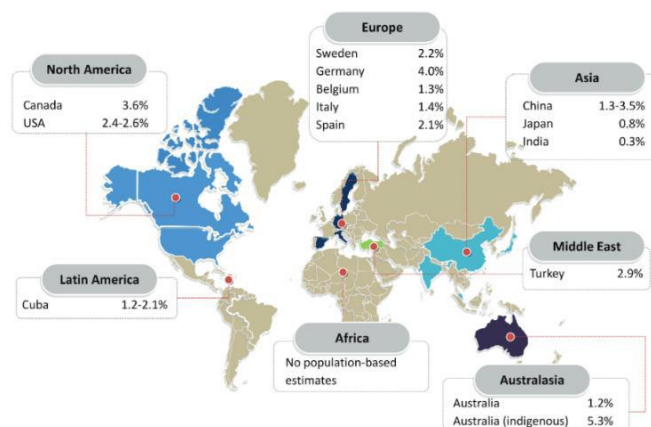 North America
Canada 3.6%
USA 2.4-2.6%
Europe
Sweden 2.2%
Germany 4.0%
Belgium 1.3%
Italy 1.4%
Spain 2.1%
Asia
China 1.3-3.5%
Japan 0.8%
India 0.3%
Latin America
Cuba 1.2-2.1%
Middle East
Turkey 2.9%
Africa
No population-based
estimates
Australasia
Australia 1.2%
Australia (indigenous) 5.3%